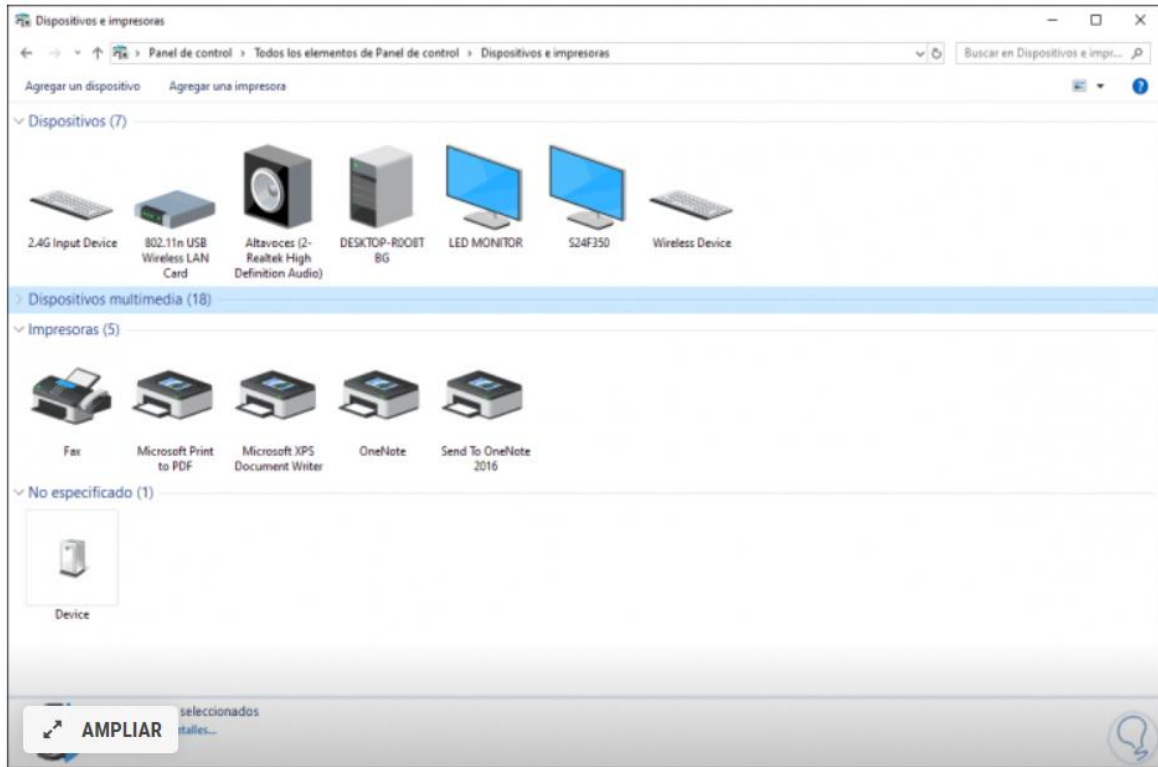 Dispositivos e impresoras
Panel de control > Todos los elementos de Panel de control > Dispositivos e impresoras
Buscar en Dispositivos e impr...
Agregar un dispositivo Agregar una impresora
Dispositivos (7)
2.4G Input Device
802.11n USB
Wireless LAN
Card
Altavoces (2-
Realtek High
Definition Audio)
DESKTOP-ROO8T
BG
LED MONITOR
S24F350
Wireless Device
Dispositivos multimedia (18)
Impresoras (5)
Fax
Microsoft Print
to PDF
Microsoft XPS
Document Writer
OneNote
Send To OneNote
2016
No especificado (1)
Device
seleccionados
AMPLIAR